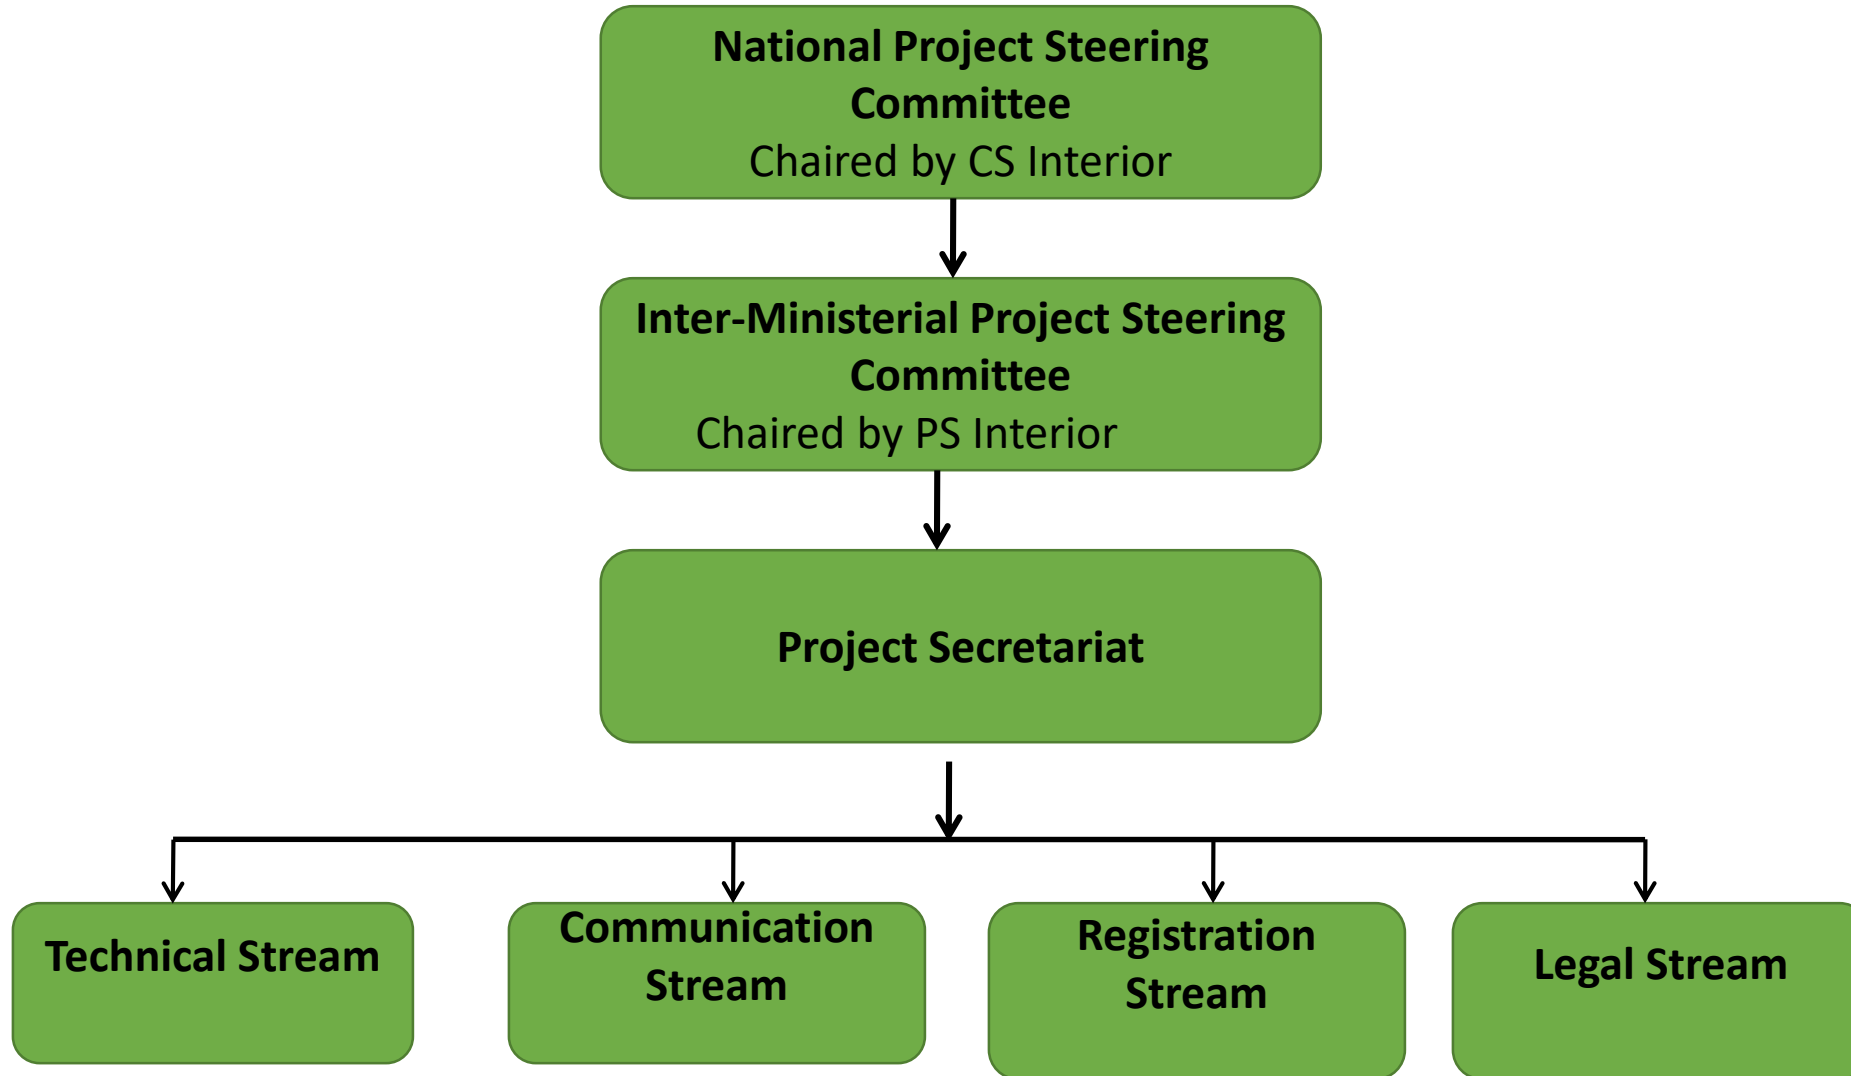 National Project Steering
Committee
Chaired by CS Interior
Inter-Ministerial Project Steering
Committee
Chaired by PS Interior
Project Secretariat
Technical Stream
Communication
Stream
Registration
Stream
Legal Stream